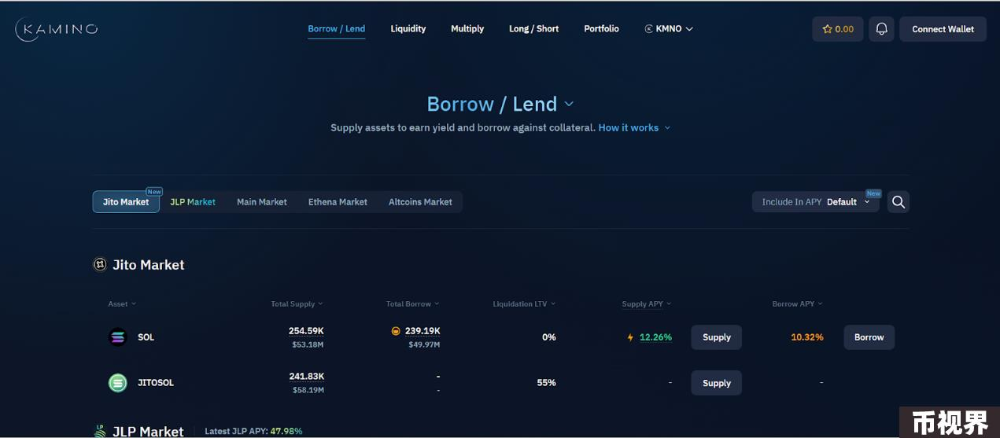 KAMINO Borrow / Lend Liquidity Multiply Long / Short Portfolio KMNO 0.00 Connect Wallet
Borrow / Lend
Supply assets to earn yield and borrow against collateral. How it works
New New
Jito Market JLP Market Main Market Ethena Market Altcoins Market Include In APY Default
Jito Market
Asset Total Supply Total Borrow Liquidation LTV Supply APY Borrow APY
SOL 254.59K 239.19K 0% 12.26% Supply 10.32% Borrow
$53.18M $49.97M
JITOSOL 241.83K - 55% - Supply -
$58.19M -
LP JLP Market Latest JLP APY: 47.98%
币视界